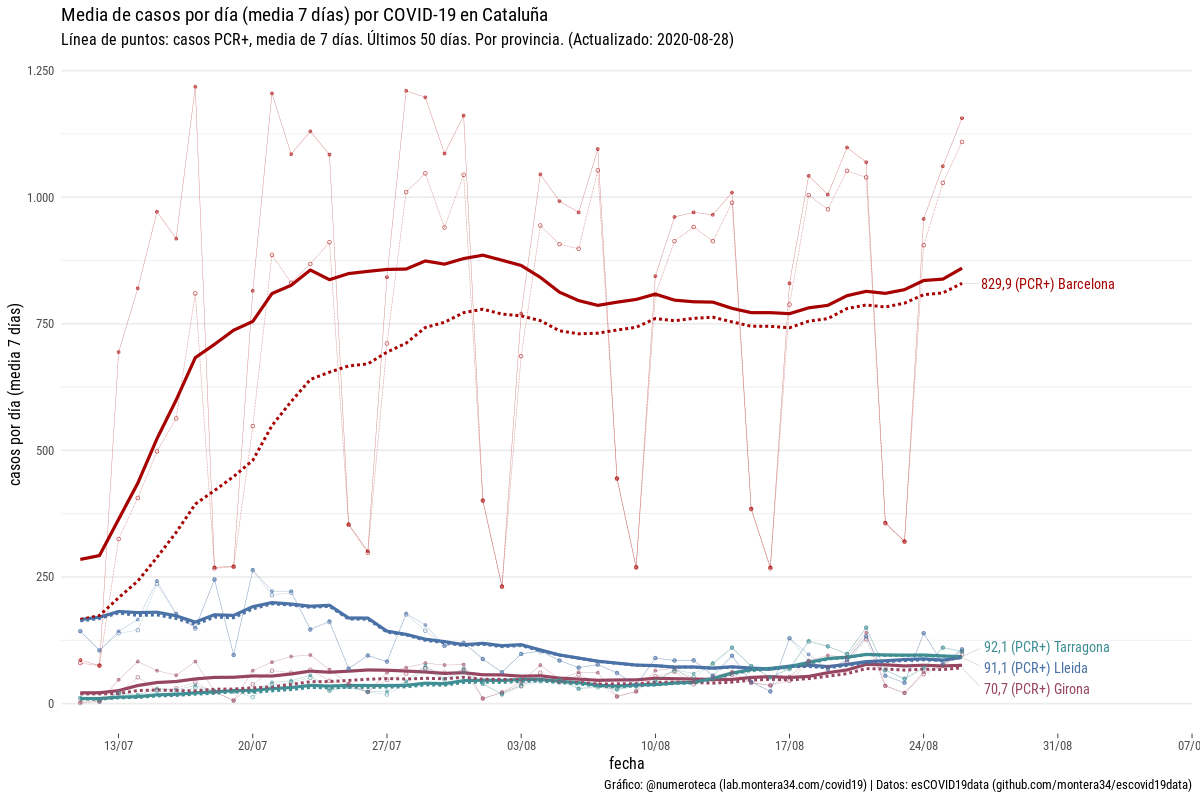 Media de casos por día (media 7 días) por COVID-19 en Cataluña
Línea de puntos: casos PCR+, media de 7 días. Últimos 50 días. Por provincia. (Actualizado: 2020-08-28)
casos por día (media 7 días)
1.250
1.000
750
500
250
0
829,9 (PCR+) Barcelona
92,1 (PCR+) Tarragona
91,1 (PCR+) Lleida
70,7 (PCR+) Girona
13/07 20/07 27/07 03/08 10/08 17/08 24/08 31/08 07/0
fecha
Gráfico: @numeroteca (lab.montera34.com/covid19) | Datos: esCOVID19data (github.com/montera34/escovid19data)